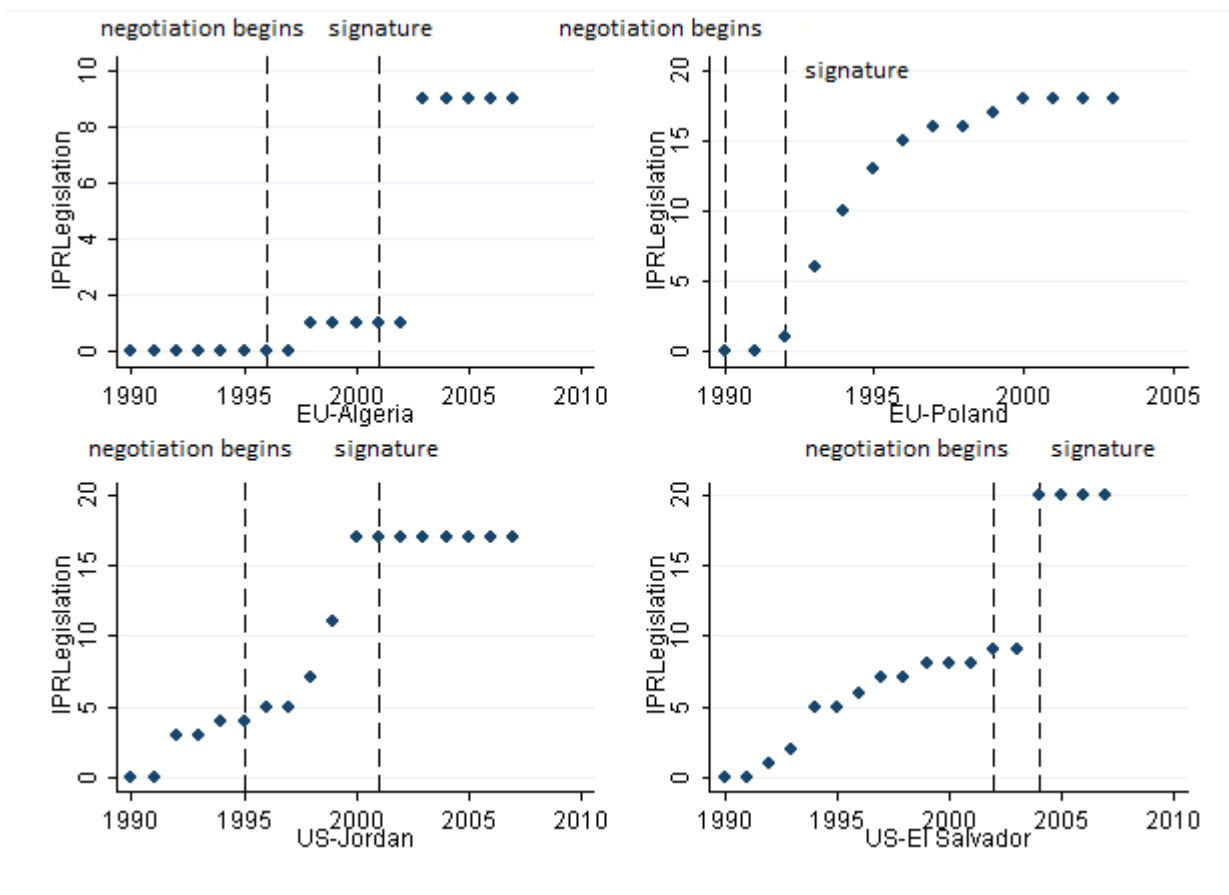 negotiation begins signature
IPRLegislation
10
8
6
4
2
0
1990 1995 2000 2005 2010
EU-Algeria
negotiation begins
signature
IPRLegislation
20
15
10
5
0
1990 1995 2000 2005
EU-Poland
negotiation begins signature
IPRLegislation
20
15
10
5
0
1990 1995 2000 2005 2010
US-Jordan
negotiation begins signature
IPRLegislation
20
15
10
5
0
1990 1995 2000 2005 2010
US-El Salvador